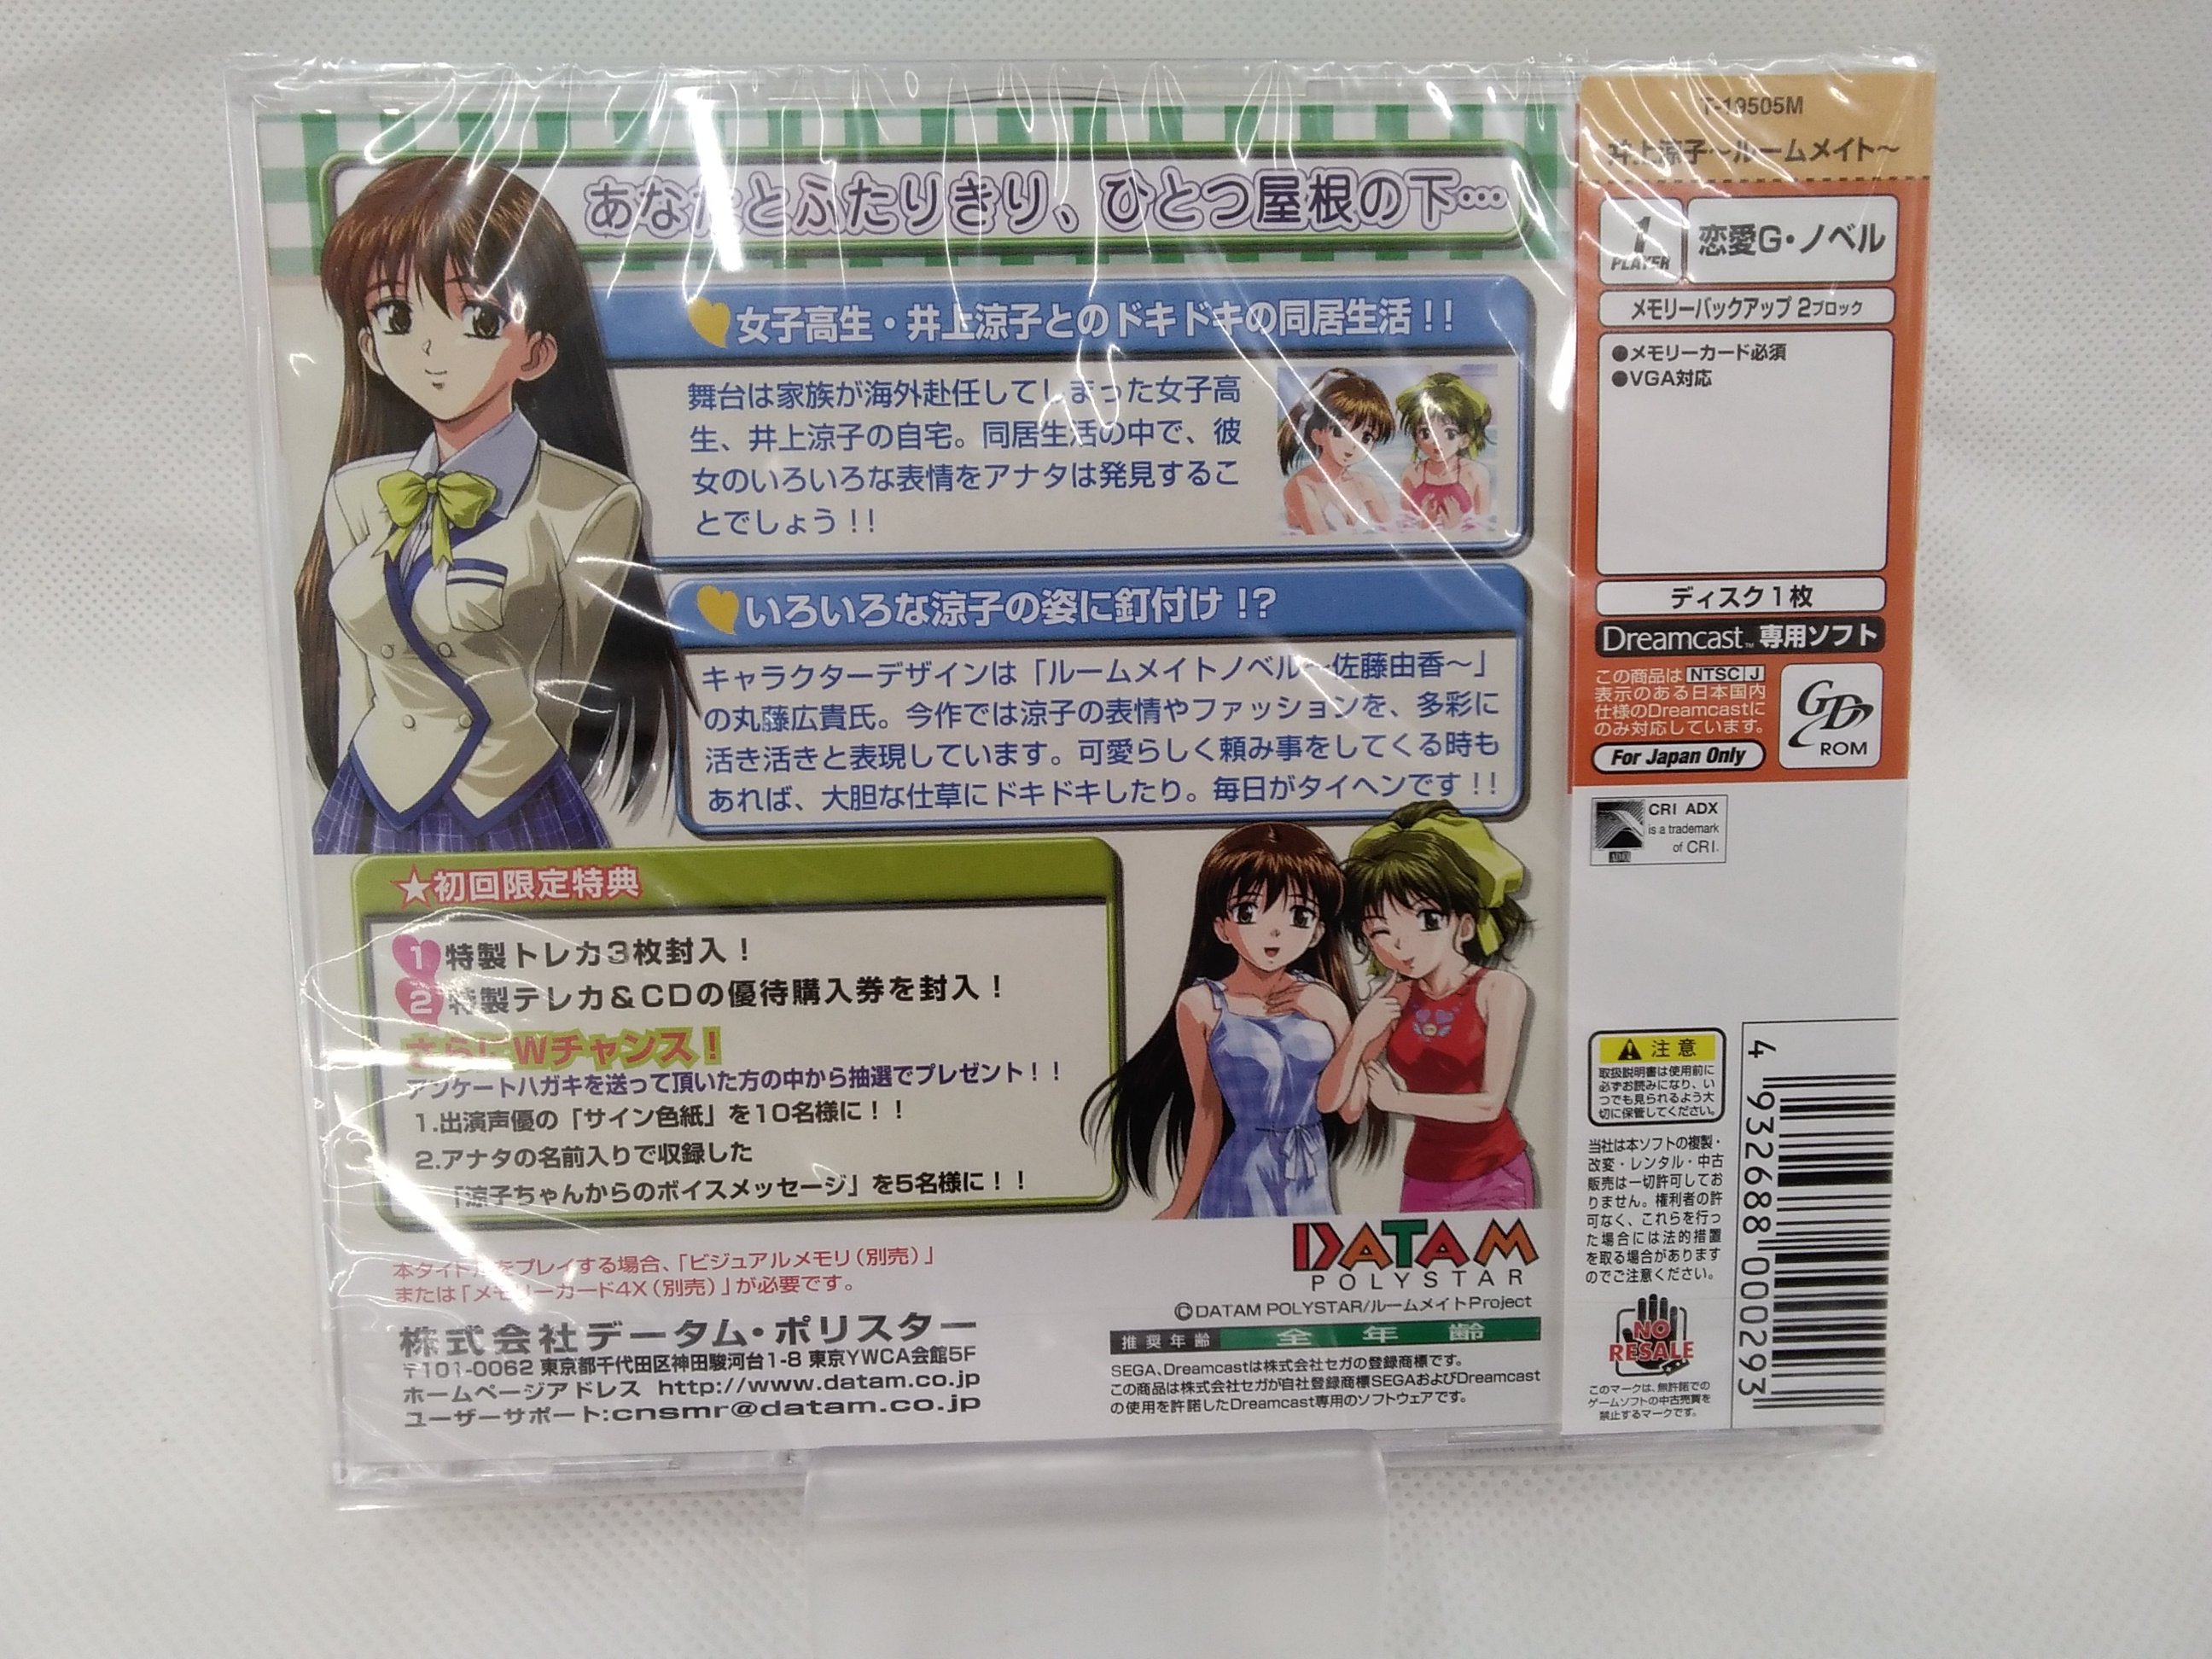 あなたとふたりきり、ひとつ屋根の下…
女子高生・井上涼子とのドキドキの同居生活!!
舞台は家族が海外赴任してしまった女子高
生、井上涼子の自宅。同居生活の中で、彼
女のいろいろな表情をアナタは発見するこ
とでしょう!!
いろいろな涼子の姿に釘付け!?
キャラクターデザインは「ルームメイトノベル〜佐藤由香〜」
の丸藤広貴氏。今作では涼子の表情やファッションを、多彩に
活き活きと表現しています。可愛らしく頼み事をしてくる時も
あれば、大胆な仕草にドキドキしたり。毎日がタイヘンです!!
★初回限定特典
1 特製トレカ3枚封入!
2 特製テレカ&CDの優待購入券を封入!
さらにWチャンス!
アンケートハガキを送って頂いた方の中から抽選でプレゼント!!
1.出演声優の「サイン色紙」を10名様に!!
2.アナタの名前入りで収録した
「涼子ちゃんからのボイスメッセージ」を5名様に!!
本タイトルをプレイする場合、「ビジュアルメモリ(別売)」
または「メモリーカード4X(別売)」が必要です。
株式会社データム・ポリスター
〒101-0062 東京都千代田区神田駿河台1-8 東京YWCA会館5F
ホームページアドレス http://www.datam.co.jp
ユーザーサポート:cnsmr@datam.co.jp
DATAM
POLYSTAR
©DATAM POLYSTAR/ルームメイトProject
推奨年齢 全年齢
SEGA、Dreamcastは株式会社セガの登録商標です。
この商品は株式会社セガが自社登録商標SEGAおよびDreamcast
の使用を許諾したDreamcast専用のソフトウェアです。
T-19505M
井上涼子〜ルームメイト〜
1 PLAYER
恋愛G・ノベル
メモリーバックアップ 2ブロック
●メモリーカード必須
●VGA対応
ディスク1枚
Dreamcast™専用ソフト
この商品は NTSC J
表示のある日本国内
仕様のDreamcastに
のみ対応しています。
For Japan Only
GD
ROM
CRI ADX
is a trademark
of CRI.
ADX
注意
取扱説明書は使用前に
必ずお読みになり、い
つでも見られるよう大
切に保管してください。
当社は本ソフトの複製・
改変・レンタル・中古
販売は一切許可してお
りません。権利者の許
可なく、これらを行っ
た場合には法的措置
を取る場合があります
のでご注意ください。
NO
RESALE
このマークは、無許諾での
ゲームソフトの中古売買を
禁止するマークです。
4 932688 000293